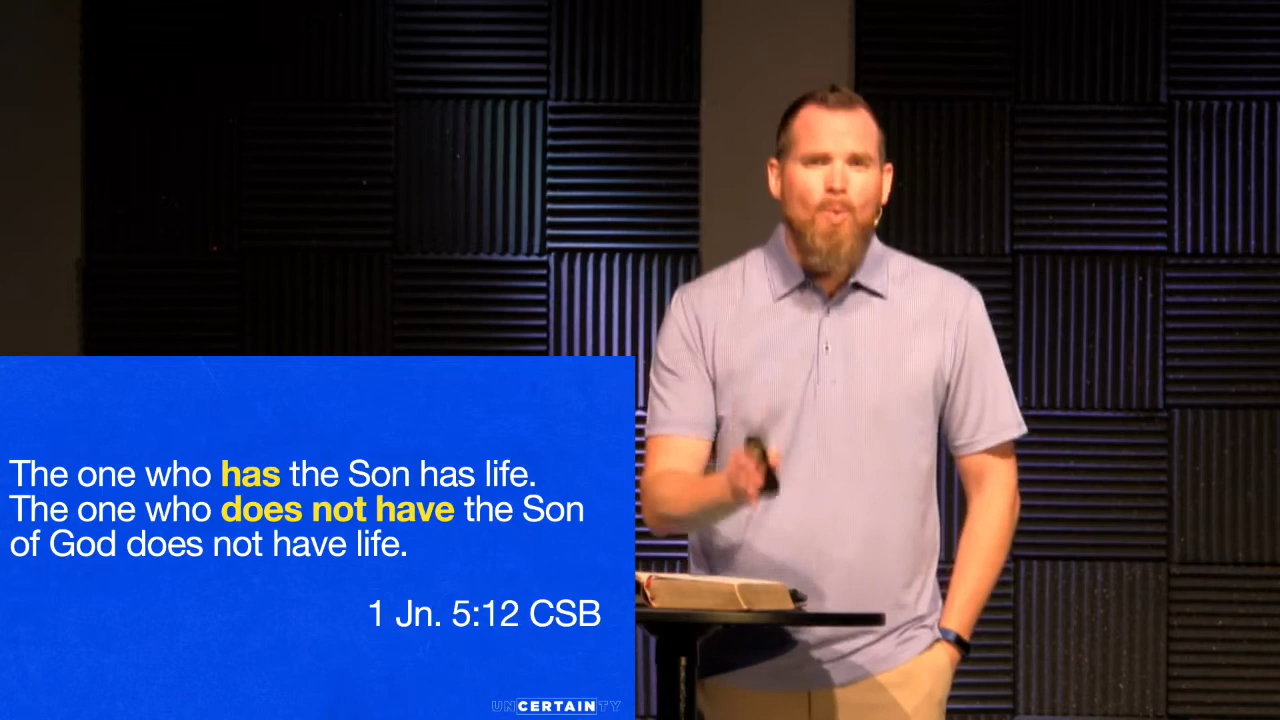 The one who has the Son has life.
The one who does not have the Son
of God does not have life.
1 Jn. 5:12 CSB
UNCERTAINTY